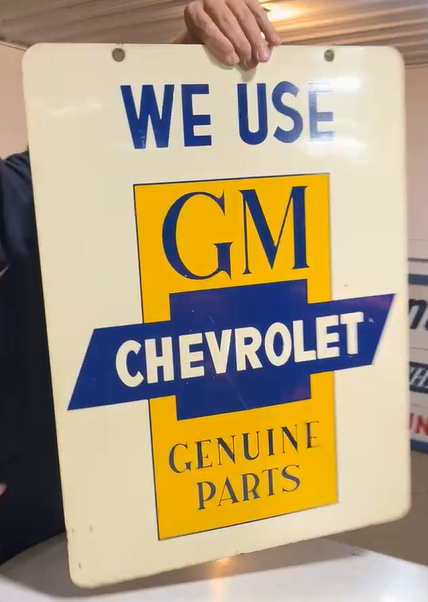 WE USE
GM
CHEVROLET
GENUINE
PARTS